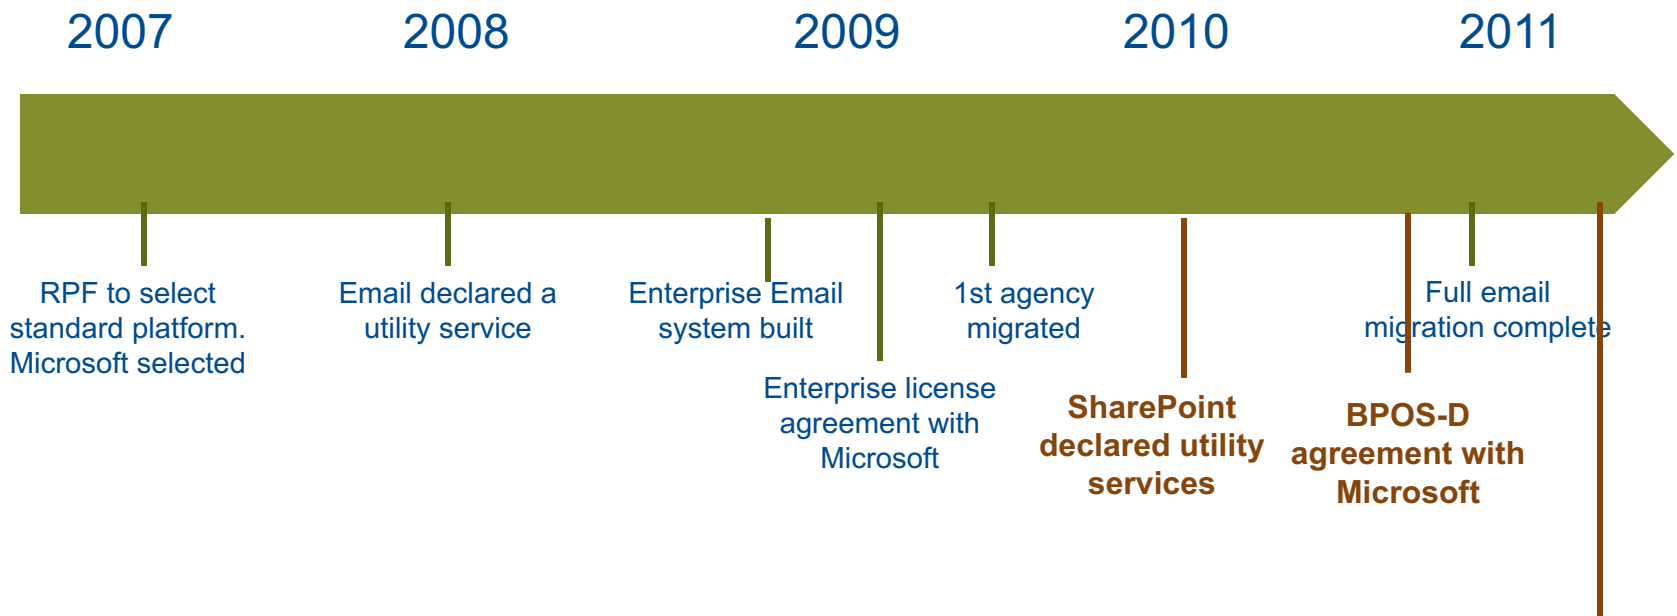 2007
2008
2009
2010
2011
RPF to select
standard platform.
Microsoft selected
Email declared a
utility service
Enterprise Email
system built
Enterprise license
agreement with
Microsoft
1st agency
migrated
SharePoint
declared utility
services
BPOS-D
agreement with
Microsoft
Full email
migration complete